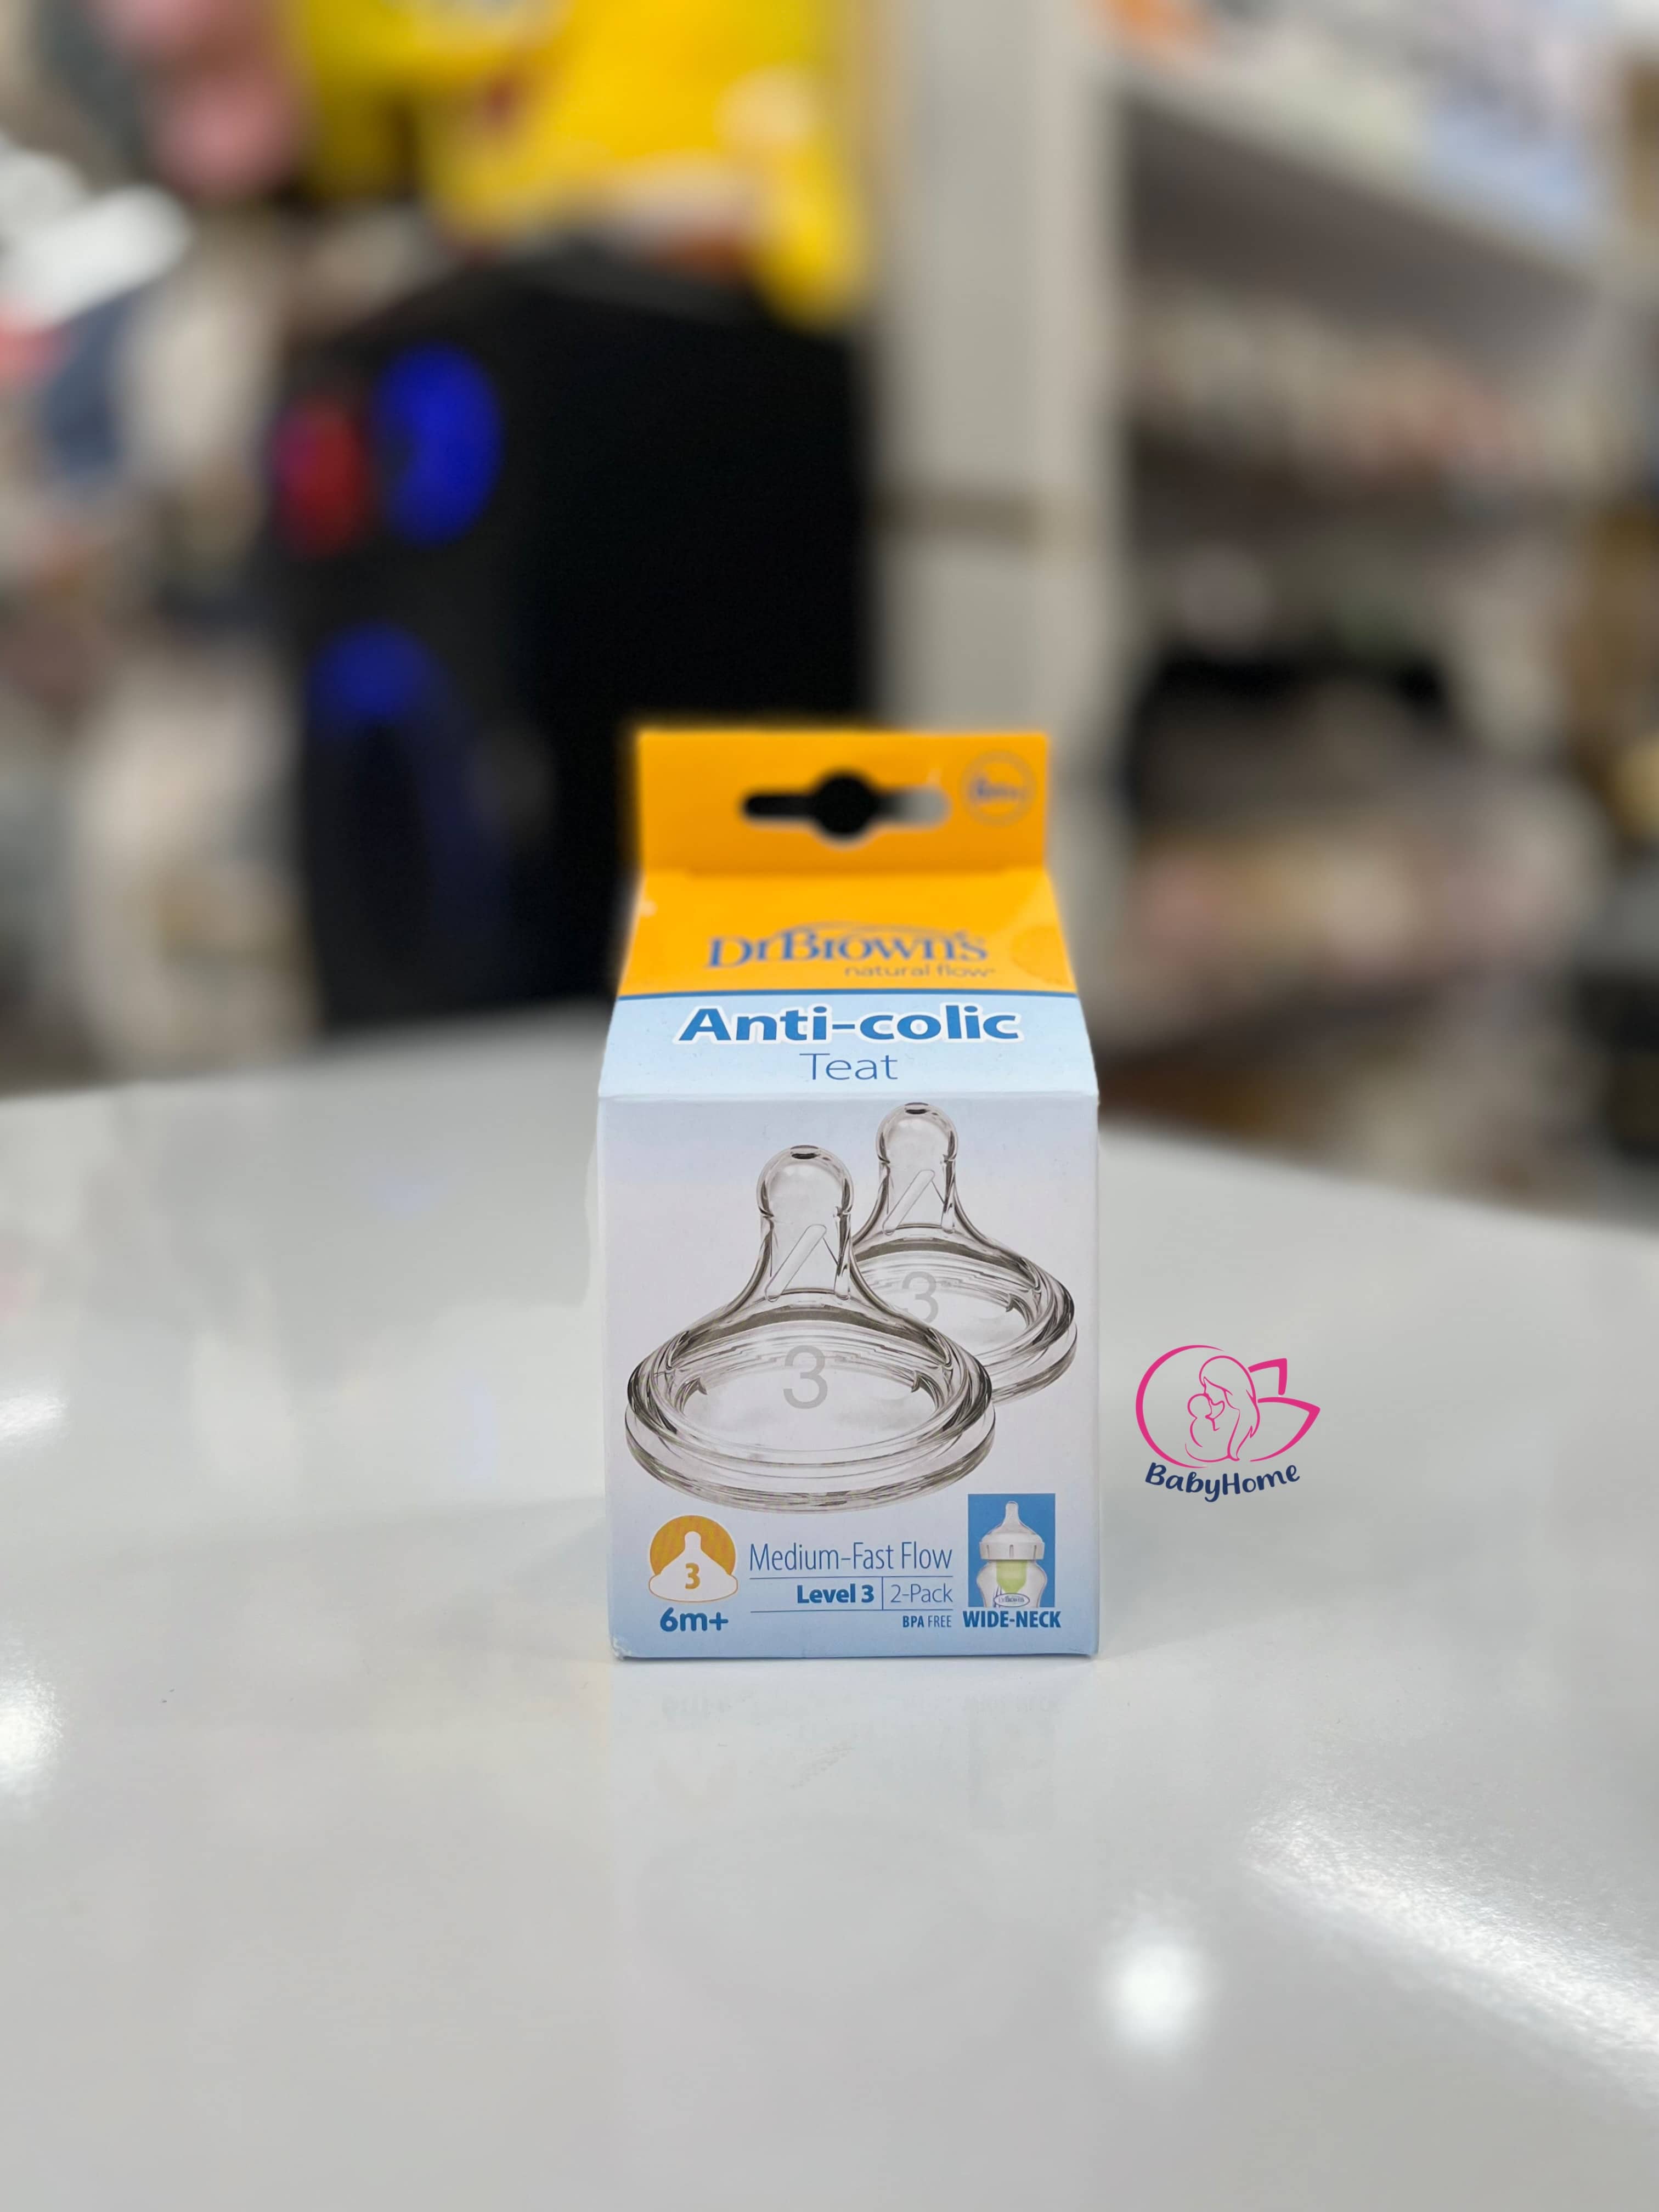 Dr Brown's
natural flow®
Anti-colic
Teat
3
3
3
6m+
Medium-Fast Flow
Level 3 | 2-Pack
BPA FREE
WIDE-NECK
BabyHome